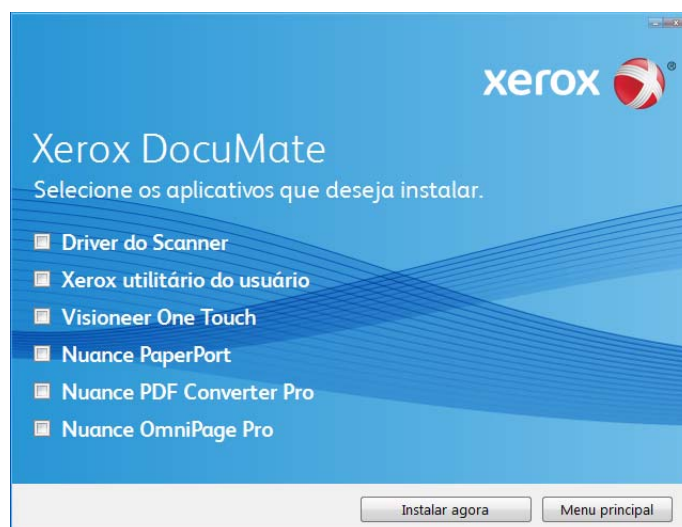 xerox ®
Xerox DocuMate
Selecione os aplicativos que deseja instalar.
Driver do Scanner
Xerox utilitário do usuário
Visioneer One Touch
Nuance PaperPort
Nuance PDF Converter Pro
Nuance OmniPage Pro
Instalar agora
Menu principal